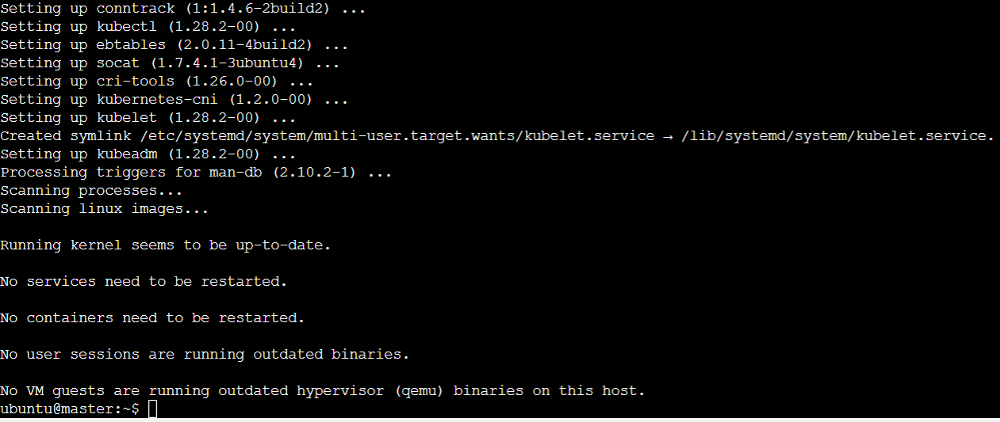 Setting up conntrack (1:1.4.6-2build2) ...
Setting up kubectl (1.28.2-00) ...
Setting up ebtables (2.0.11-4build2) ...
Setting up socat (1.7.4.1-3ubuntu4) ...
Setting up cri-tools (1.26.0-00) ...
Setting up kubernetes-cni (1.2.0-00) ...
Setting up kubelet (1.28.2-00) ...
Created symlink /etc/systemd/system/multi-user.target.wants/kubelet.service → /lib/systemd/system/kubelet.service.
Setting up kubeadm (1.28.2-00) ...
Processing triggers for man-db (2.10.2-1) ...
Scanning processes...
Scanning linux images...
Running kernel seems to be up-to-date.
No services need to be restarted.
No containers need to be restarted.
No user sessions are running outdated binaries.
No VM guests are running outdated hypervisor (qemu) binaries on this host.
ubuntu@master:~$